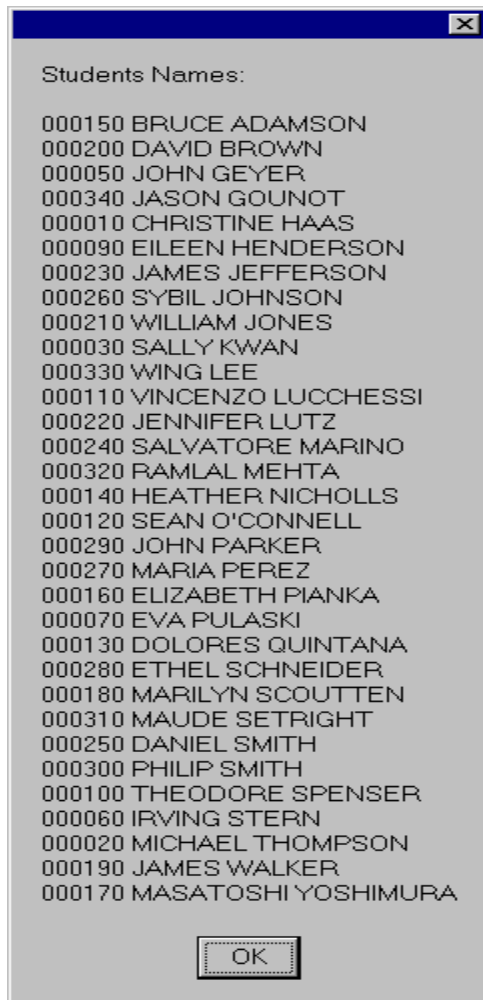 Students Names:
000150 BRUCE ADAMSON
000200 DAVID BROWN
000050 JOHN GEYER
000340 JASON GOUNOT
000010 CHRISTINE HAAS
000090 EILEEN HENDERSON
000230 JAMES JEFFERSON
000260 SYBIL JOHNSON
000210 WILLIAM JONES
000030 SALLY KWAN
000330 WING LEE
000110 VINCENZO LUCCHESSI
000220 JENNIFER LUTZ
000240 SALVATORE MARINO
000320 RAMLAL MEHTA
000140 HEATHER NICHOLLS
000120 SEAN O'CONNELL
000290 JOHN PARKER
000270 MARIA PEREZ
000160 ELIZABETH PIANKA
000070 EVA PULASKI
000130 DOLORES QUINTANA
000280 ETHEL SCHNEIDER
000180 MARILYN SCOUTTEN
000310 MAUDE SETRIGHT
000250 DANIEL SMITH
000300 PHILIP SMITH
000100 THEODORE SPENSER
000060 IRVING STERN
000020 MICHAEL THOMPSON
000190 JAMES WALKER
000170 MASATOSHI YOSHIMURA
OK